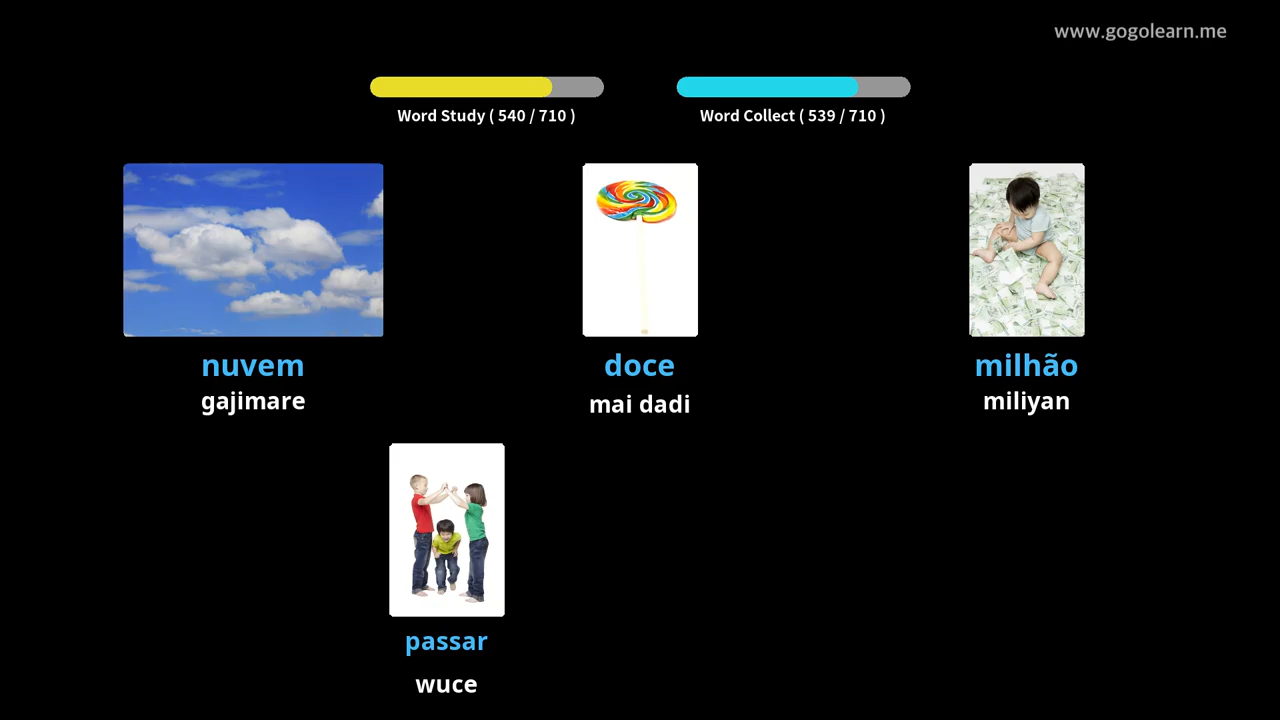 www.gogolearn.me
Word Study ( 540 / 710 )
Word Collect ( 539 / 710 )
nuvem
gajimare
doce
mai dadi
milhão
miliyan
passar
wuce